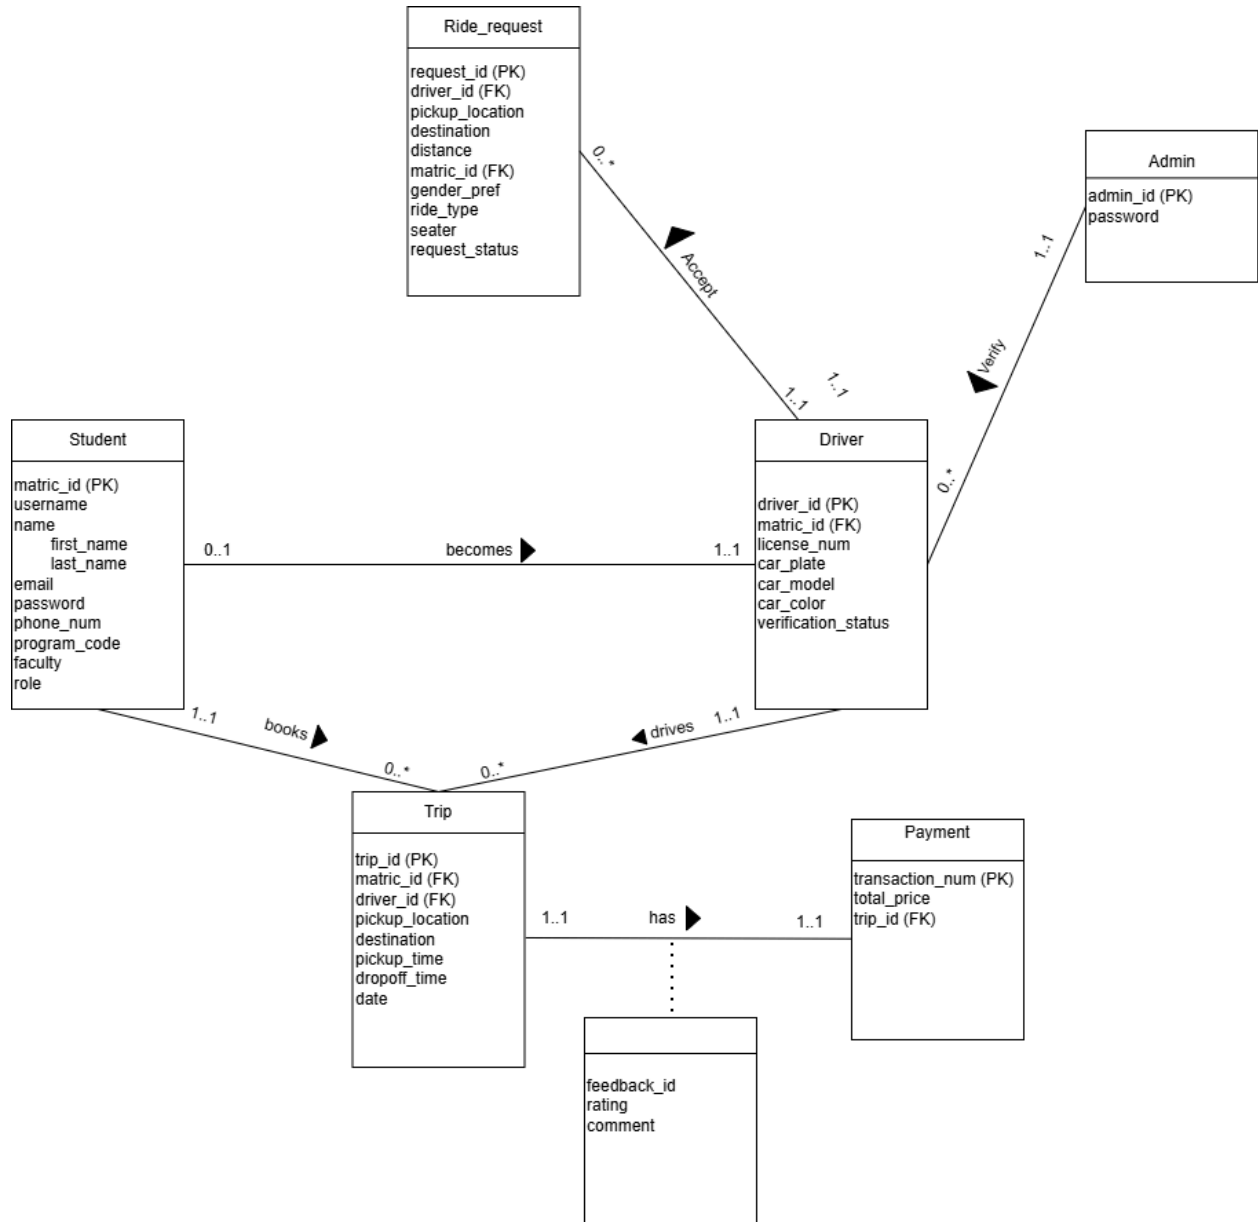 Ride_request
request_id (PK)
driver_id (FK)
pickup_location
destination
distance
matric_id (FK)
gender_pref
ride_type
seater
request_status
0..*
Accept
1..1
1..1
Admin
admin_id (PK)
password
1..1
Verify
0..*
Student
matric_id (PK)
username
name
first_name
last_name
email
password
phone_num
program_code
faculty
role
0..1
becomes
1..1
Driver
driver_id (PK)
matric_id (FK)
license_num
car_plate
car_model
car_color
verification_status
1..1
books
0..*
1..1
drives
0..*
Trip
trip_id (PK)
matric_id (FK)
driver_id (FK)
pickup_location
destination
pickup_time
dropoff_time
date
1..1
has
1..1
Payment
transaction_num (PK)
total_price
trip_id (FK)
feedback_id
rating
comment